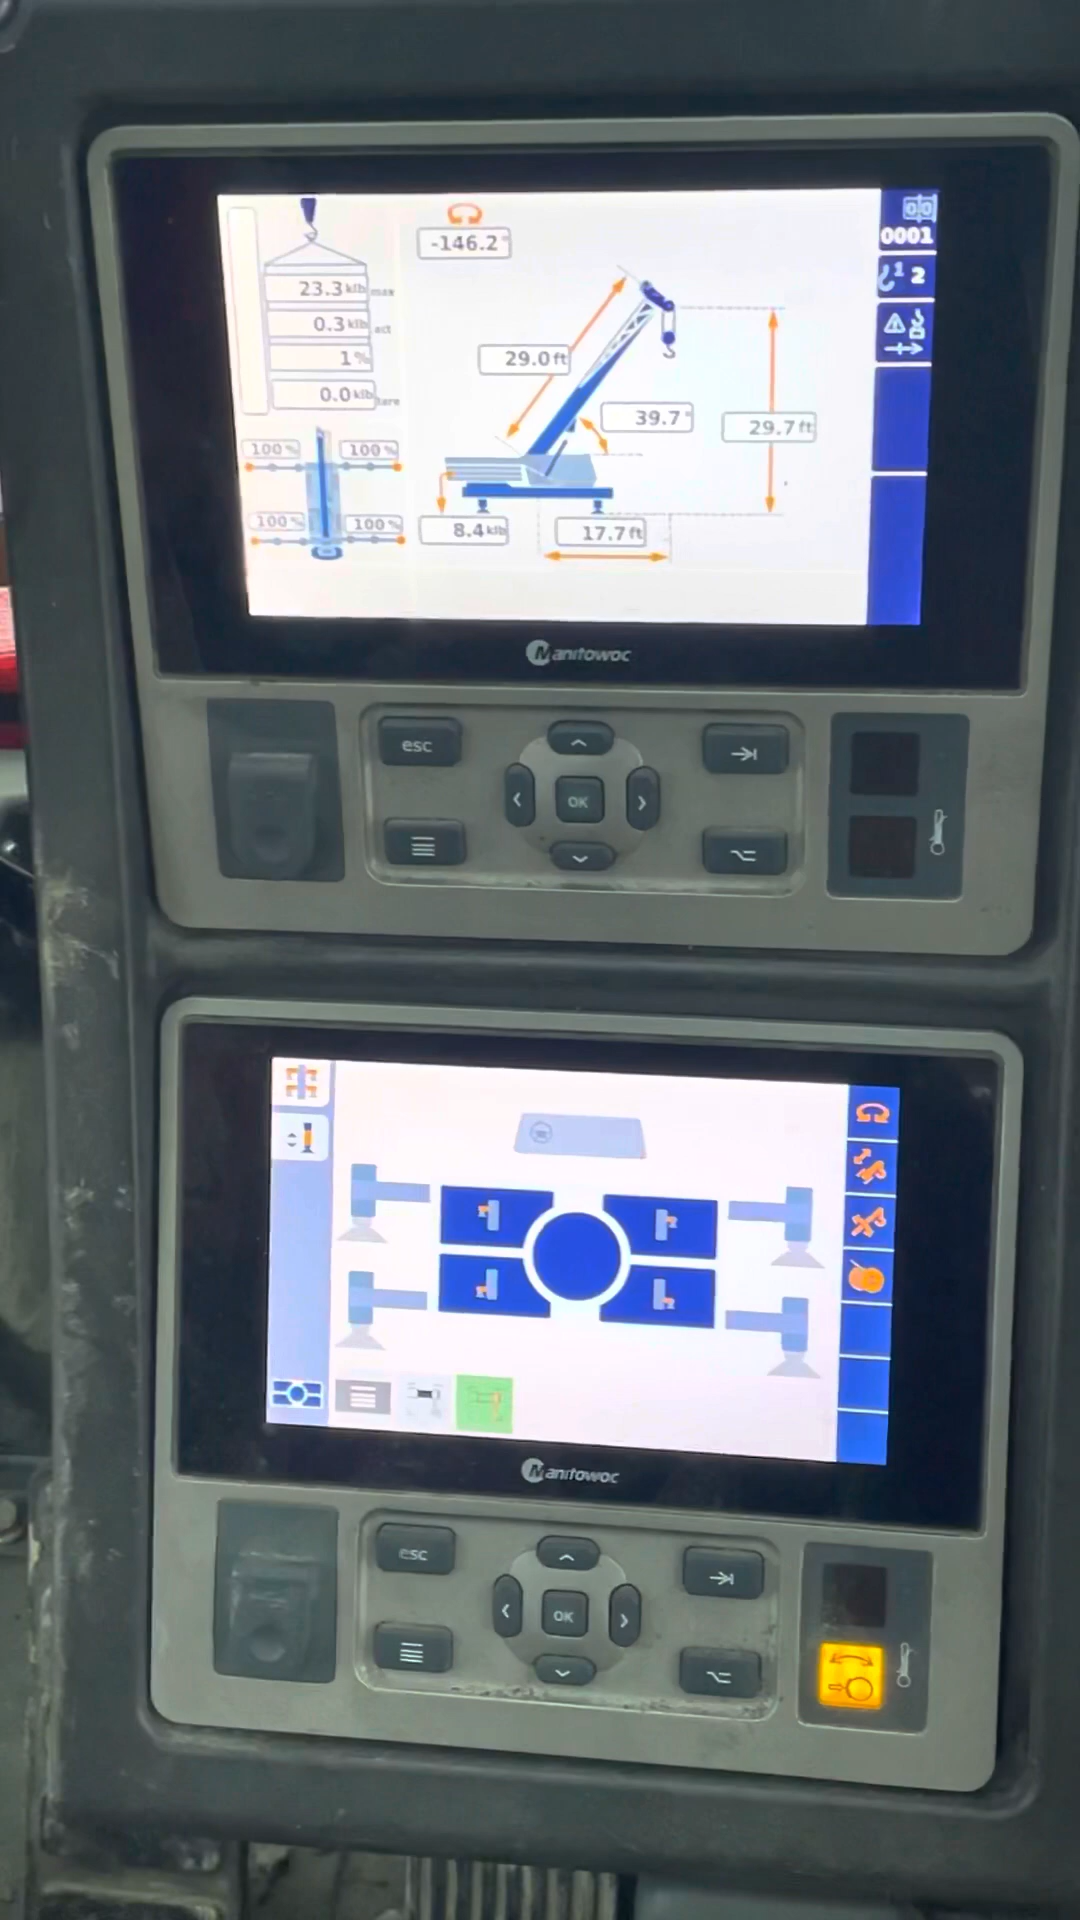 -146.2°
0001
23.3 klb max
1 2
0.3 klb act
1%
29.0 ft
0.0 klb tare
39.7°
29.7 ft
100 % 100 %
100 % 100 %
8.4 klb
17.7 ft
Manitowoc
esc
OK
Manitowoc
esc
OK